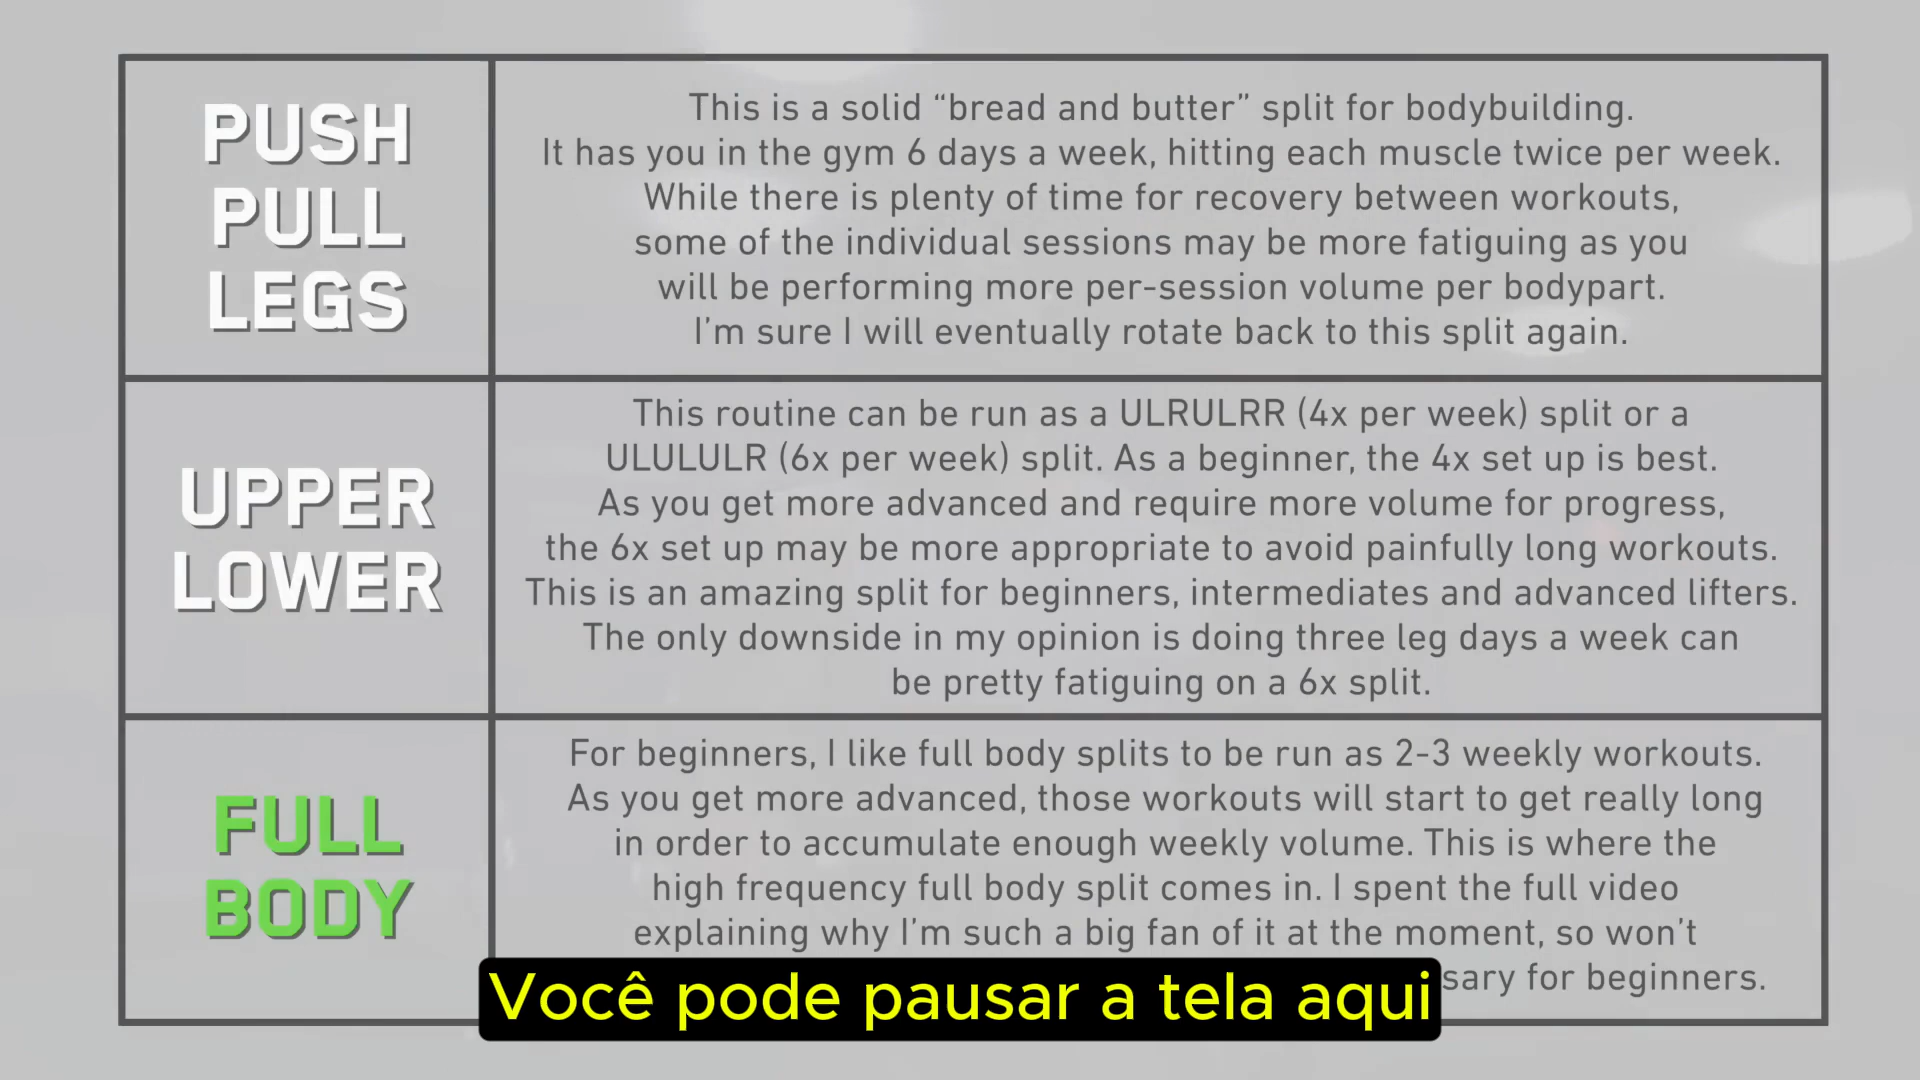 PUSH
PULL
LEGS
This is a solid “bread and butter” split for bodybuilding.
It has you in the gym 6 days a week, hitting each muscle twice per week.
While there is plenty of time for recovery between workouts,
some of the individual sessions may be more fatiguing as you
will be performing more per-session volume per bodypart.
I’m sure I will eventually rotate back to this split again.
UPPER
LOWER
This routine can be run as a ULRULRR (4x per week) split or a
ULULULR (6x per week) split. As a beginner, the 4x set up is best.
As you get more advanced and require more volume for progress,
the 6x set up may be more appropriate to avoid painfully long workouts.
This is an amazing split for beginners, intermediates and advanced lifters.
The only downside in my opinion is doing three leg days a week can
be pretty fatiguing on a 6x split.
FULL
BODY
For beginners, I like full body splits to be run as 2-3 weekly workouts.
As you get more advanced, those workouts will start to get really long
in order to accumulate enough weekly volume. This is where the
high frequency full body split comes in. I spent the full video
explaining why I’m such a big fan of it at the moment, so won’t
for beginners.
Você pode pausar a tela aqui